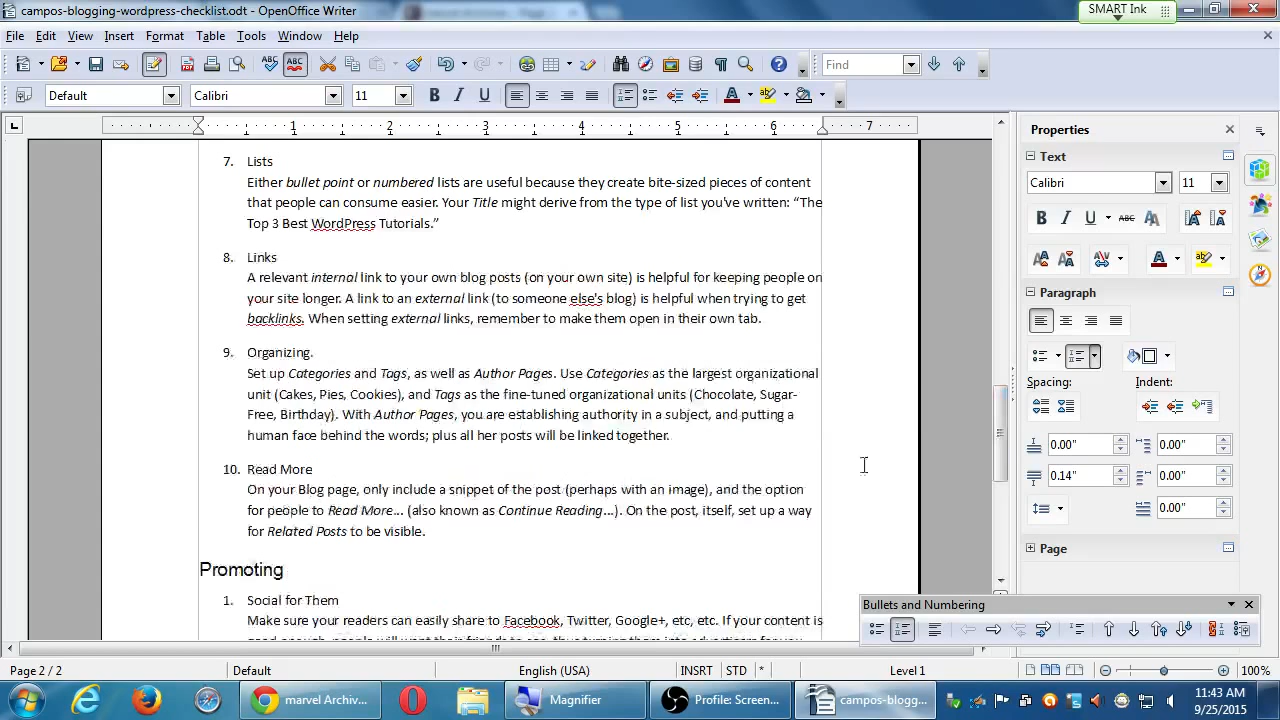 campos-blogging-wordpress-checklist.odt - OpenOffice Writer
SMART Ink
File Edit View Insert Format Table Tools Window Help
Find
Default Calibri 11
1 2 3 4 5 6 7
Properties
Text
Calibri 11
Paragraph
Spacing: Indent:
0.00" 0.00"
0.14" 0.00"
0.00"
Page
7. Lists
Either bullet point or numbered lists are useful because they create bite-sized pieces of content
that people can consume easier. Your Title might derive from the type of list you've written: “The
Top 3 Best WordPress Tutorials.”
8. Links
A relevant internal link to your own blog posts (on your own site) is helpful for keeping people on
your site longer. A link to an external link (to someone else's blog) is helpful when trying to get
backlinks. When setting external links, remember to make them open in their own tab.
9. Organizing.
Set up Categories and Tags, as well as Author Pages. Use Categories as the largest organizational
unit (Cakes, Pies, Cookies), and Tags as the fine-tuned organizational units (Chocolate, Sugar-
Free, Birthday). With Author Pages, you are establishing authority in a subject, and putting a
human face behind the words; plus all her posts will be linked together.
10. Read More
On your Blog page, only include a snippet of the post (perhaps with an image), and the option
for people to Read More... (also known as Continue Reading...). On the post, itself, set up a way
for Related Posts to be visible.
Promoting
1. Social for Them
Make sure your readers can easily share to Facebook, Twitter, Google+, etc, etc. If your content is
Bullets and Numbering
Page 2 / 2 Default English (USA) INSRT STD * Level 1 100%
marvel Archiv... Magnifier Profile: Screen... campos-blogg...
11:43 AM
9/25/2015